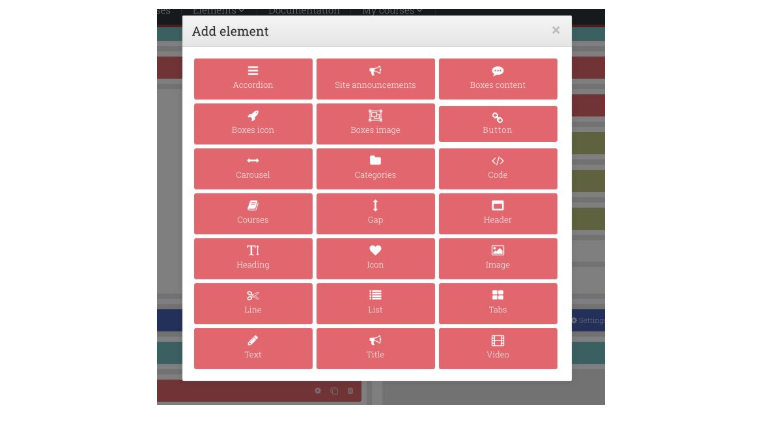 Elements
Documentation
My courses
Add element
×
Accordion
Site announcements
Boxes content
Boxes icon
Boxes image
Button
Carousel
Categories
Code
Courses
Gap
Header
Heading
Icon
Image
Line
List
Tabs
Settings
Text
Title
Video